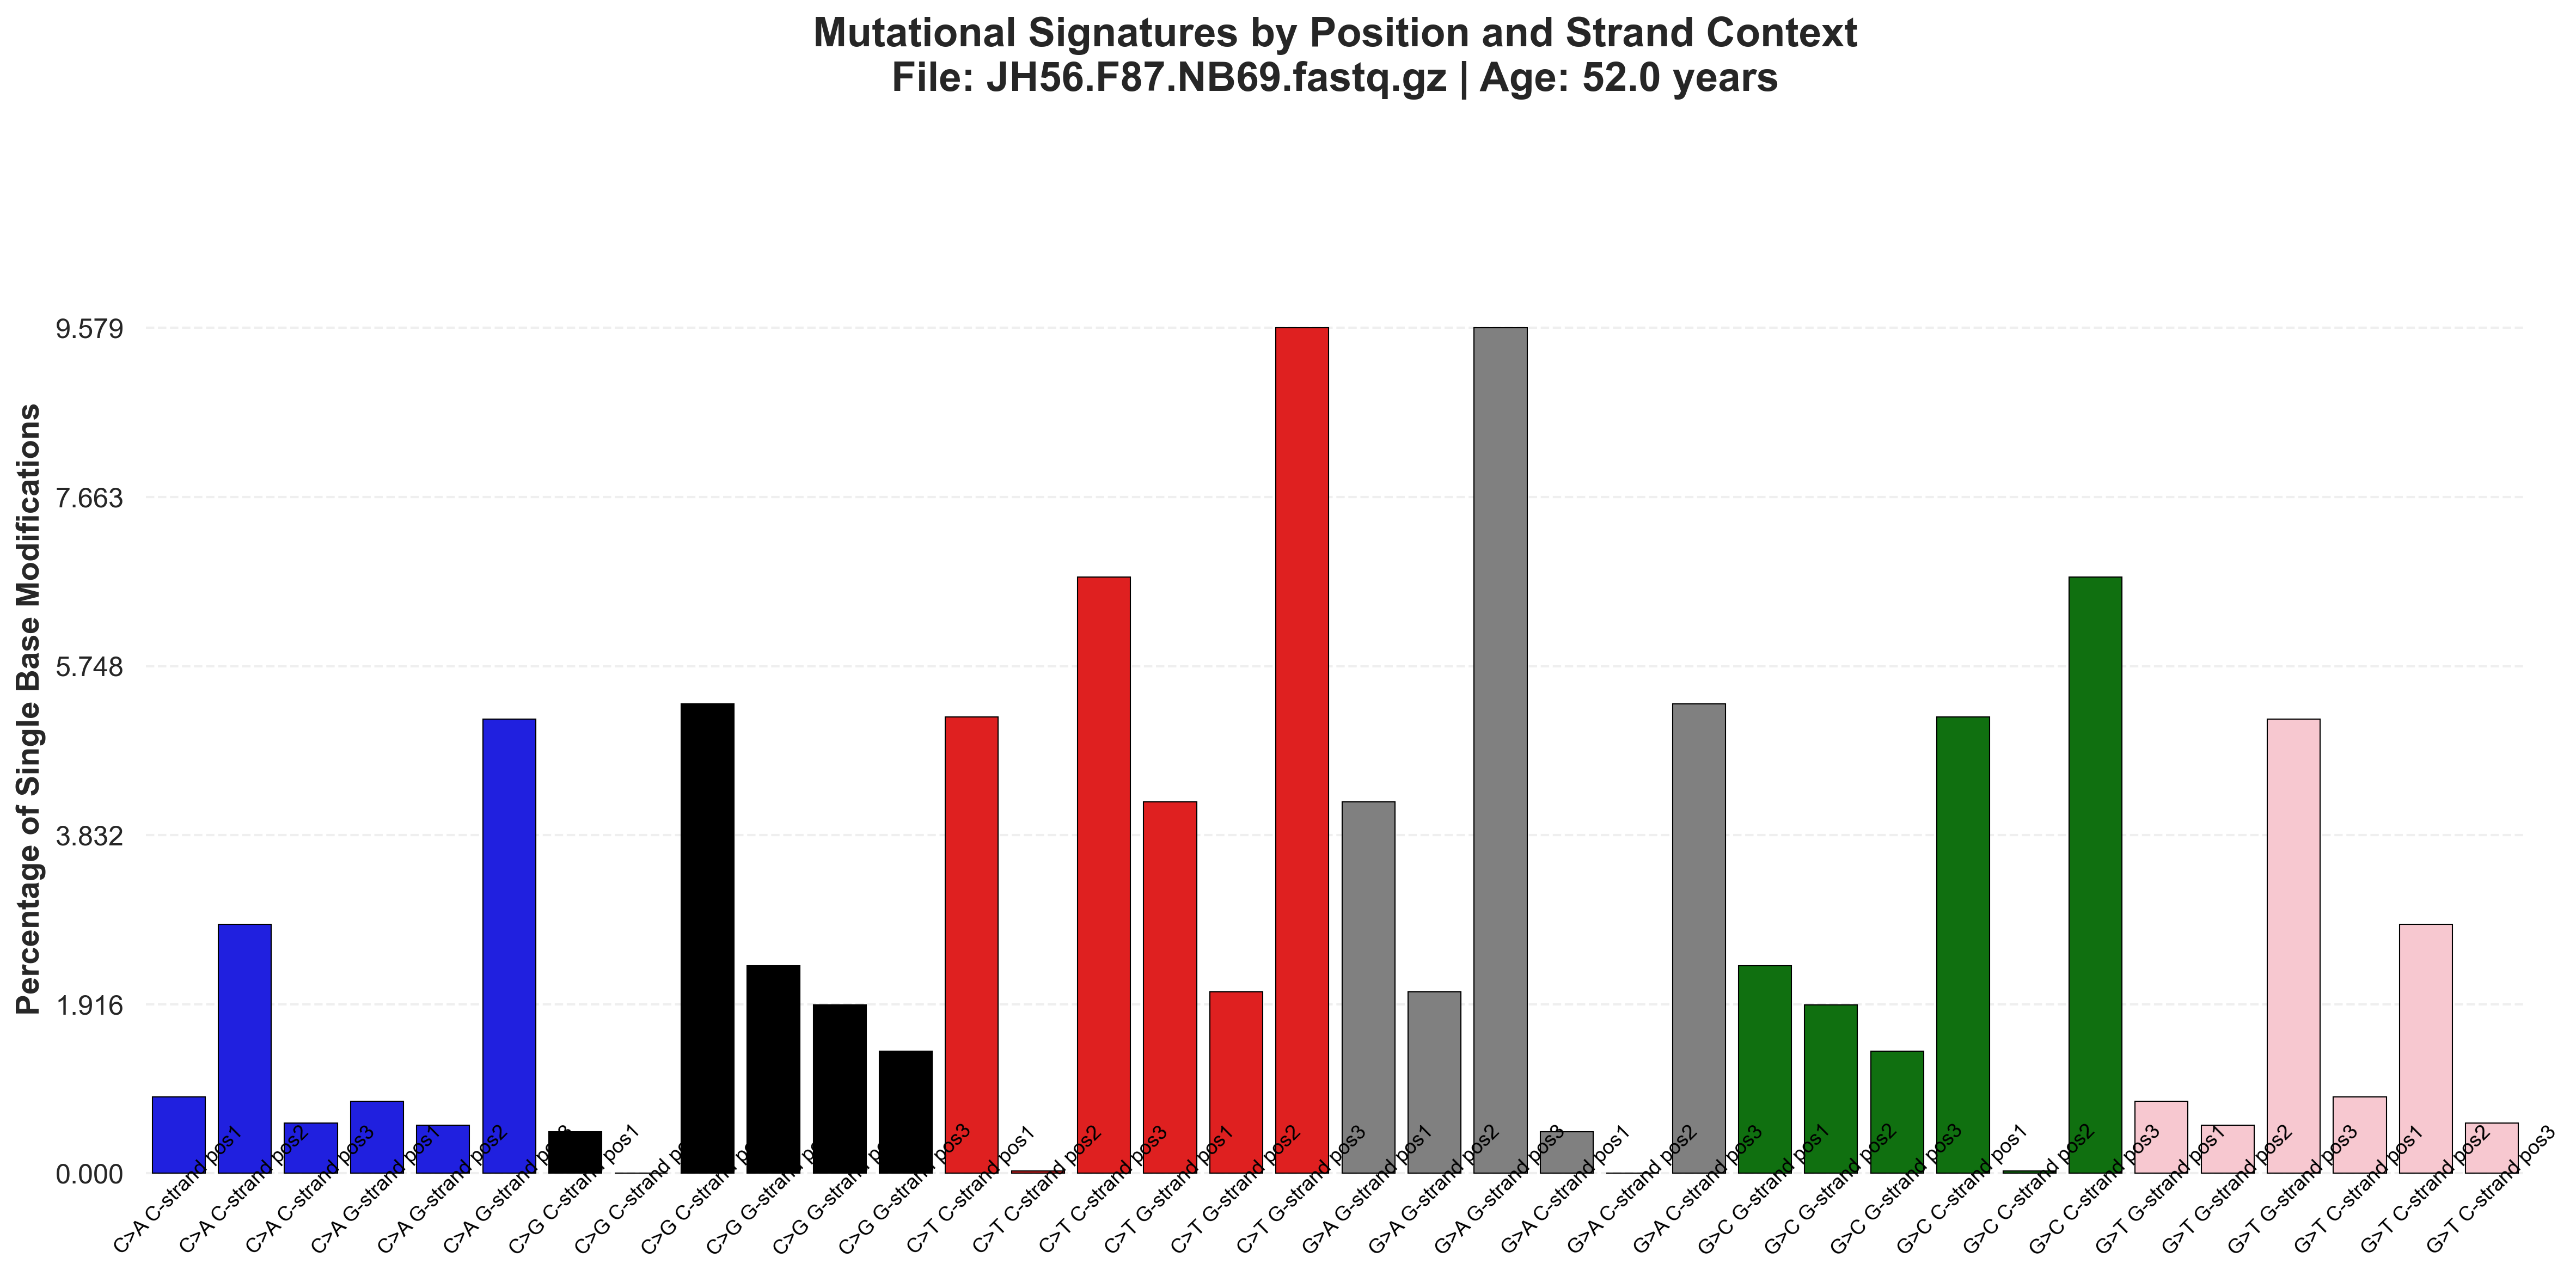 Mutational Signatures by Position and Strand Context
File: JH56.F87.NB69.fastq.gz | Age: 52.0 years
Percentage of Single Base Modifications
9.579
7.663
5.748
3.832
1.916
0.000
C>A C-strand pos1
C>A C-strand pos2
C>A C-strand pos3
C>A G-strand pos1
C>A G-strand pos2
C>A G-strand pos3
C>G C-strand pos1
C>G C-strand
C>G C-strand
C>G G-strand
C>G G-strand
C>G G-strand pos3
C>T C-strand pos1
C>T C-strand pos2
C>T C-strand pos3
C>T G-strand pos1
C>T G-strand pos2
C>T G-strand pos3
G>A G-strand pos1
G>A G-strand pos2
G>A G-strand pos3
G>A C-strand pos1
G>A C-strand pos2
G>A C-strand pos3
G>C G-strand pos1
G>C G-strand pos2
G>C G-strand pos3
G>C C-strand pos1
G>C C-strand pos2
G>C C-strand pos3
G>T G-strand pos1
G>T G-strand pos2
G>T G-strand pos3
G>T C-strand pos1
G>T C-strand pos2
G>T C-strand pos3